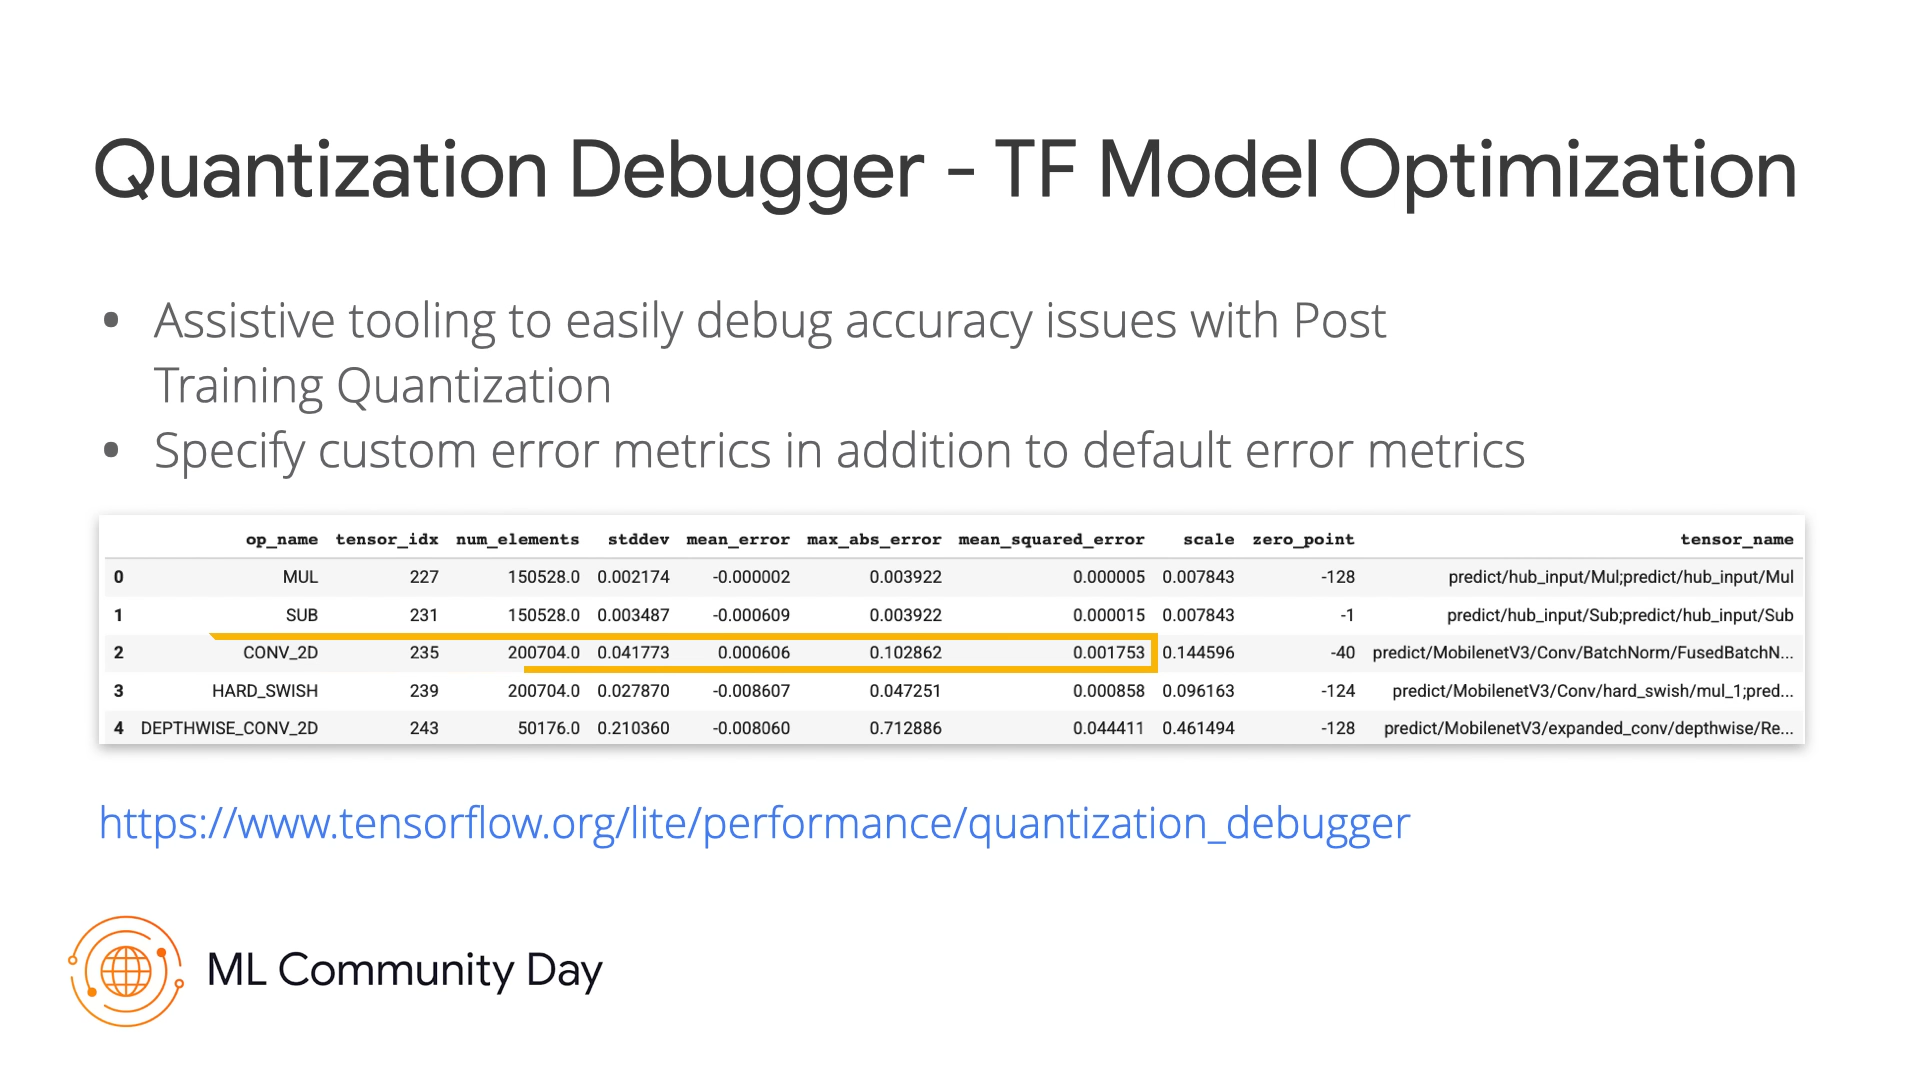 Quantization Debugger - TF Model Optimization
• Assistive tooling to easily debug accuracy issues with Post
Training Quantization
• Specify custom error metrics in addition to default error metrics
op_name tensor_idx num_elements stddev mean_error max_abs_error mean_squared_error scale zero_point tensor_name
0 MUL 227 150528.0 0.002174 -0.000002 0.003922 0.000005 0.007843 -128 predict/hub_input/Mul;predict/hub_input/Mul
1 SUB 231 150528.0 0.003487 -0.000609 0.003922 0.000015 0.007843 -1 predict/hub_input/Sub;predict/hub_input/Sub
2 CONV_2D 235 200704.0 0.041773 0.000606 0.102862 0.001753 0.144596 -40 predict/MobilenetV3/Conv/BatchNorm/FusedBatchN...
3 HARD_SWISH 239 200704.0 0.027870 -0.008607 0.047251 0.000858 0.096163 -124 predict/MobilenetV3/Conv/hard_swish/mul_1;pred...
4 DEPTHWISE_CONV_2D 243 50176.0 0.210360 -0.008060 0.712886 0.044411 0.461494 -128 predict/MobilenetV3/expanded_conv/depthwise/Re...
https://www.tensorflow.org/lite/performance/quantization_debugger
ML Community Day